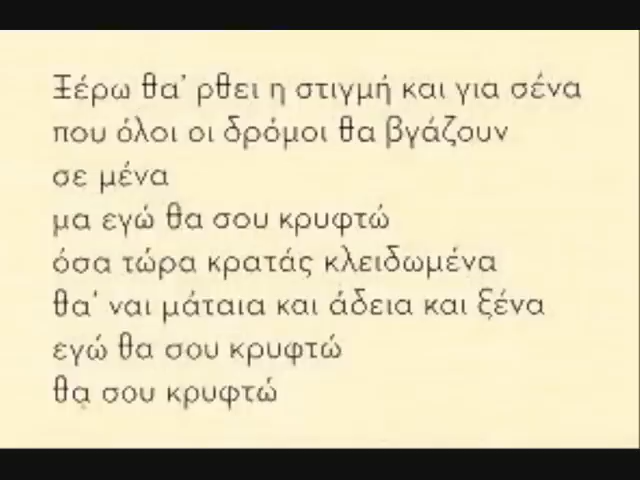 Ξέρω θα' ρθει η στιγμή και για σένα
που όλοι οι δρόμοι θα βγάζουν
σε μένα
μα εγώ θα σου κρυφτώ
όσα τώρα κρατάς κλειδωμένα
θα' ναι μάταια και άδεια και ξένα
εγώ θα σου κρυφτώ
θα σου κρυφτώ